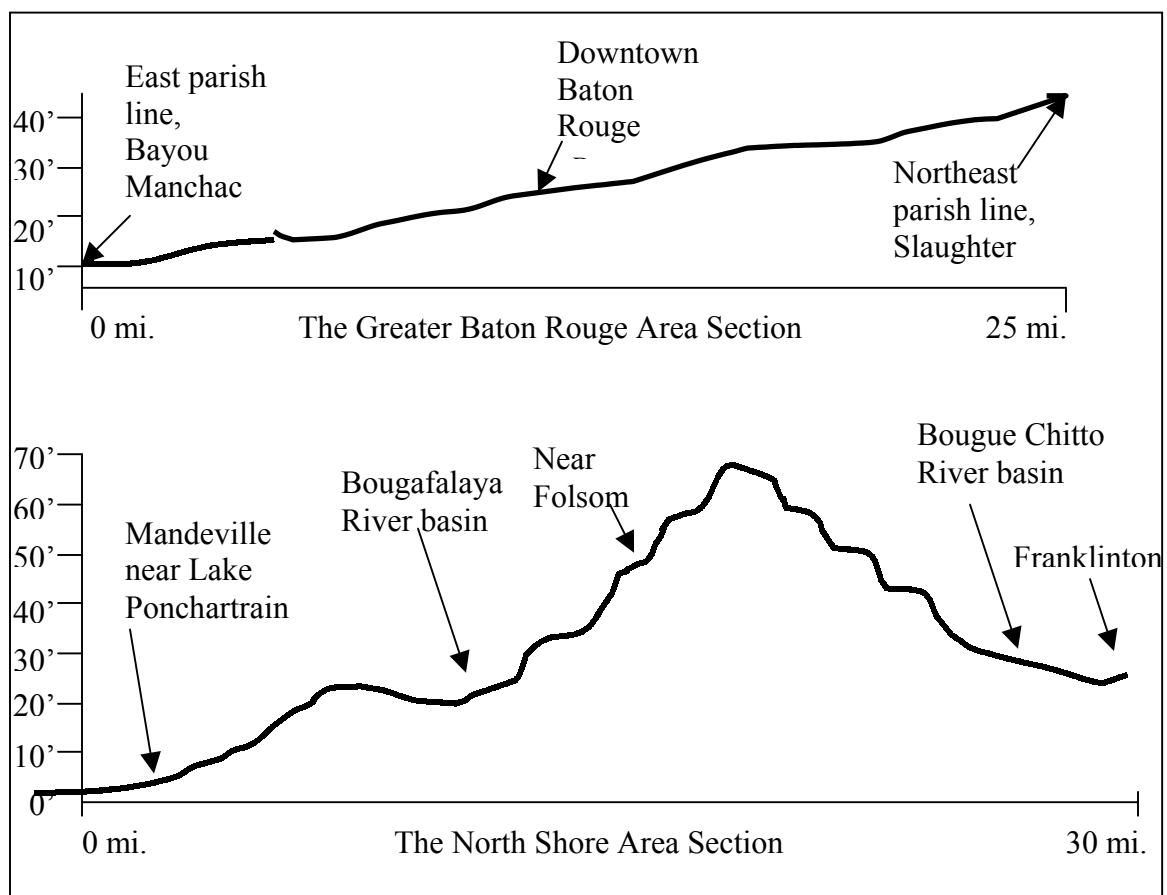 East parish
line,
Bayou
Manchac
Downtown
Baton
Rouge
40’
30’
20’
10’
Northeast
parish line,
Slaughter
0 mi.
The Greater Baton Rouge Area Section
25 mi.
70’
60’
50’
40’
30’
20’
10’
0’
Mandeville
near Lake
Ponchartrain
Bougafalaya
River basin
Near
Folsom
Bougue Chitto
River basin
Franklinton
0 mi.
The North Shore Area Section
30 mi.